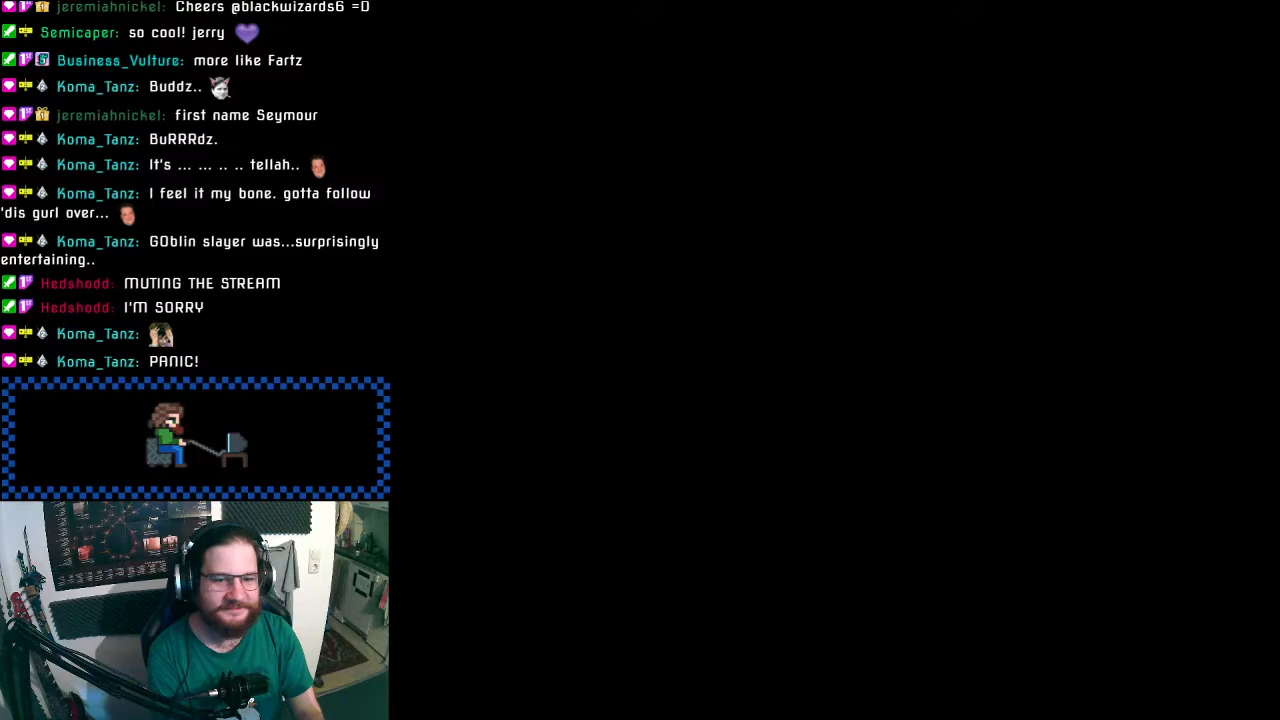 jeremiahnickel: Cheers @blackwizards6 =D
Semicaper: so cool! jerry
Business_Vulture: more like Fartz
Koma_Tanz: Buddz..
jeremiahnickel: first name Seymour
Koma_Tanz: BuRRRdz.
Koma_Tanz: It's ... ... .. .. tellah..
Koma_Tanz: I feel it my bone. gotta follow
'dis gurl over...
Koma_Tanz: GOblin slayer was...surprisingly
entertaining..
Hedshodd: MUTING THE STREAM
Hedshodd: I'M SORRY
Koma_Tanz:
Koma_Tanz: PANIC!